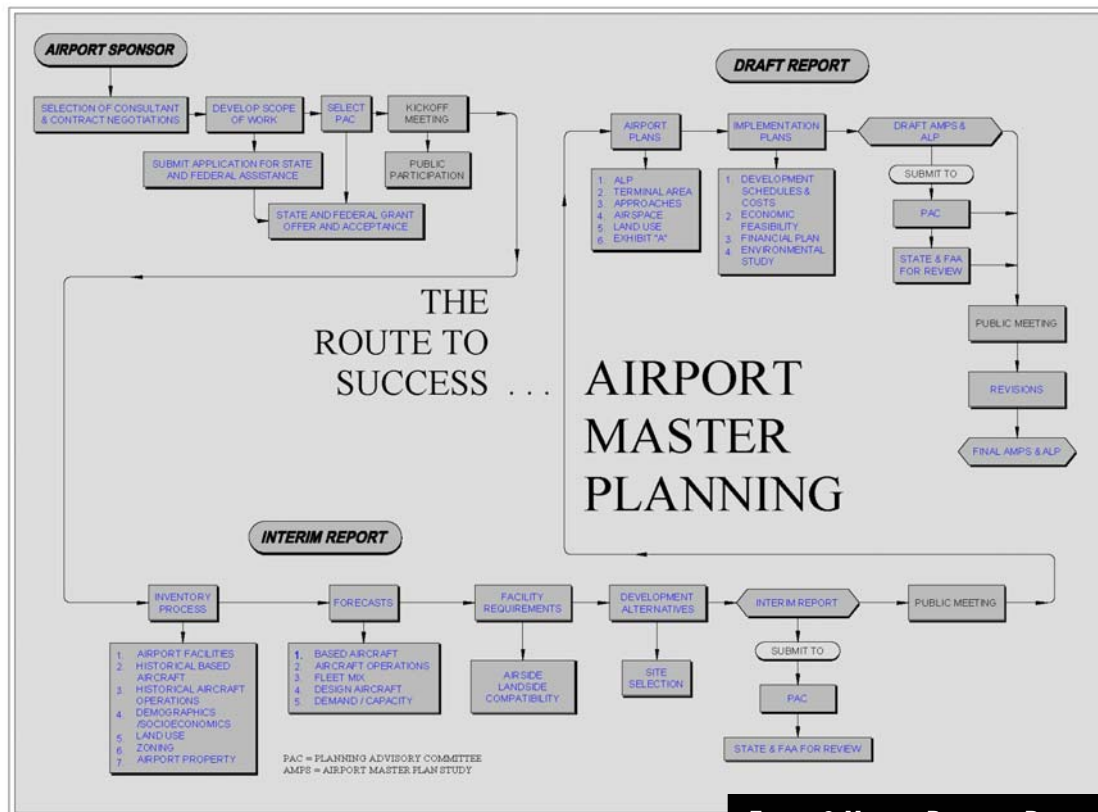 AIRPORT SPONSOR
SELECTION OF CONSULTANT
& CONTRACT NEGOTIATIONS
DEVELOP SCOPE
OF WORK
SELECT
PAC
KICKOFF
MEETING
SUBMIT APPLICATION FOR STATE
AND FEDERAL ASSISTANCE
PUBLIC
PARTICIPATION
STATE AND FEDERAL GRANT
OFFER AND ACCEPTANCE
DRAFT REPORT
AIRPORT
PLANS
IMPLEMENTATION
PLANS
DRAFT AMPS &
ALP
1. ALP
2. TERMINAL AREA
3. APPROACHES
4. AIRSPACE
5. LAND USE
6. EXHIBIT "A"
1. DEVELOPMENT
SCHEDULES &
COSTS
2. ECONOMIC
FEASIBILITY
3. FINANCIAL PLAN
4. ENVIRONMENTAL
STUDY
SUBMIT TO
PAC
STATE & FAA
FOR REVIEW
PUBLIC MEETING
REVISIONS
FINAL AMPS & ALP
THE
ROUTE TO
SUCCESS . . .
AIRPORT
MASTER
PLANNING
INTERIM REPORT
INVENTORY
PROCESS
FORECASTS
FACILITY
REQUIREMENTS
DEVELOPMENT
ALTERNATIVES
INTERIM REPORT
PUBLIC MEETING
1. AIRPORT FACILITIES
2. HISTORICAL BASED
AIRCRAFT
3. HISTORICAL AIRCRAFT
OPERATIONS
4. DEMOGRAPHICS
/SOCIOECONOMICS
5. LAND USE
6. ZONING
7. AIRPORT PROPERTY
1. BASED AIRCRAFT
2. AIRCRAFT OPERATIONS
3. FLEET MIX
4. DESIGN AIRCRAFT
5. DEMAND / CAPACITY
AIRSIDE
LANDSIDE
COMPATIBILITY
SITE
SELECTION
SUBMIT TO
PAC
STATE & FAA FOR REVIEW
PAC = PLANNING ADVISORY COMMITTEE
AMPS = AIRPORT MASTER PLAN STUDY